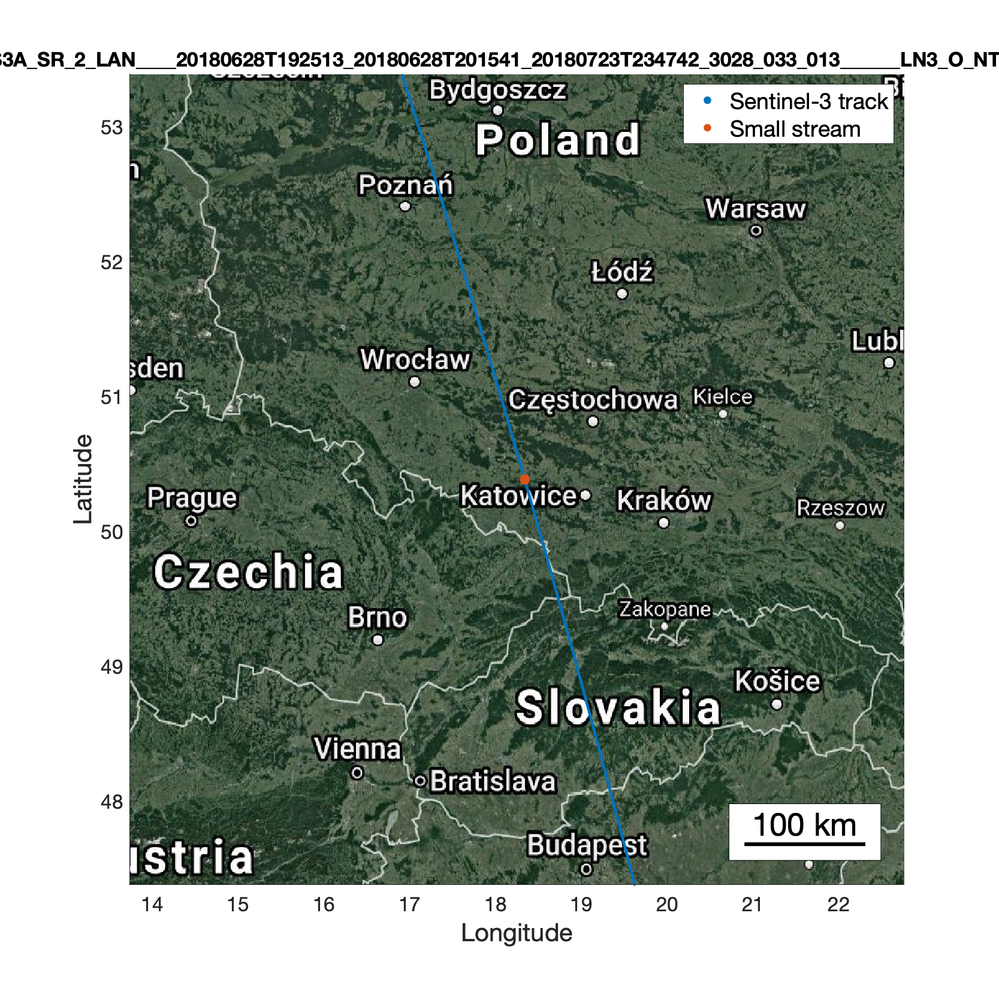 S3A_SR_2_LAN____20180628T192513_20180628T201541_20180723T234742_3028_033_013______LN3_O_NT
Szczecin
Bydgoszcz
Sentinel-3 track
Small stream
53
Poland
Poznań
Warsaw
52
Łódź
Lubl
Wrocław
sden
51
Częstochowa
Kielce
Latitude
Prague
Katowice
Kraków
Rzeszow
50
Czechia
Brno
Zakopane
49
Košice
Slovakia
Vienna
Bratislava
48
100 km
Budapest
ustria
14 15 16 17 18 19 20 21 22
Longitude